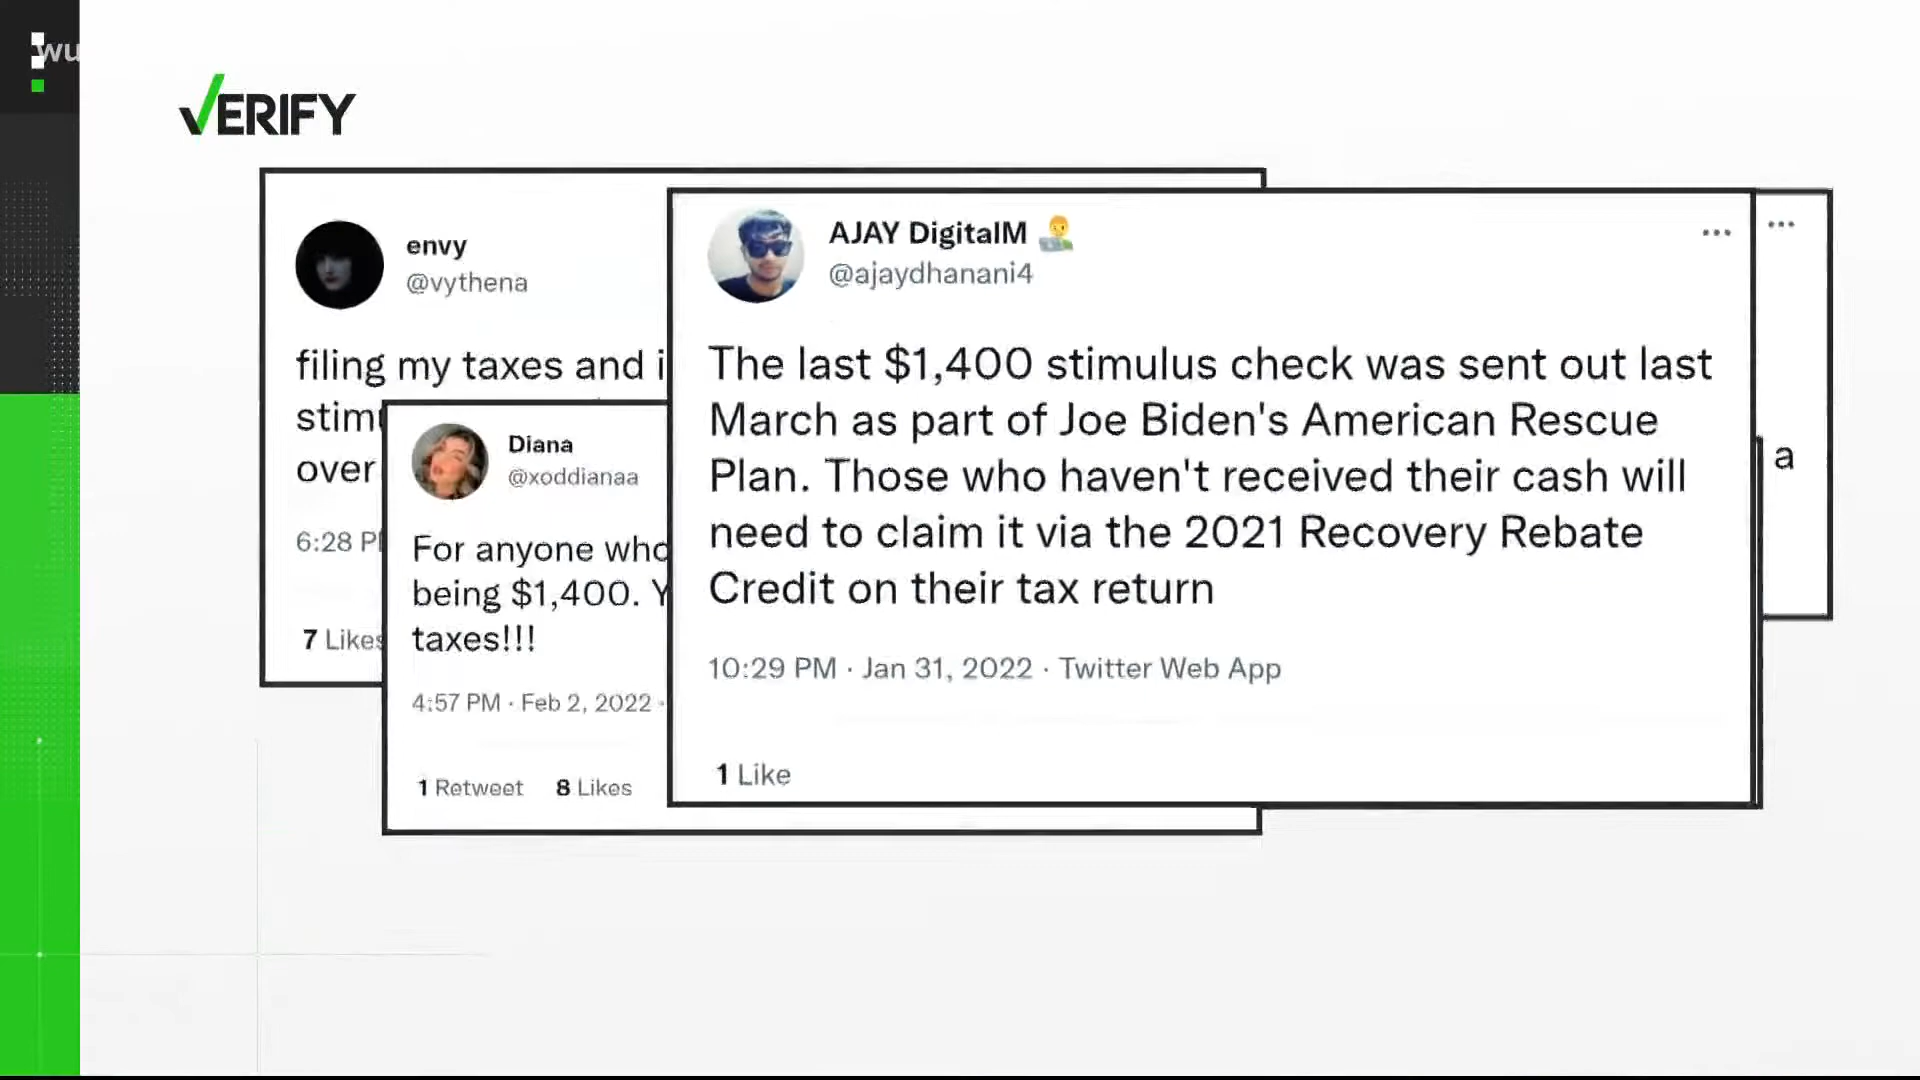 wu
VERIFY
envy
@vythena
filing my taxes and i
over
6:28
7 Likes
Diana
@xoddianaa
For anyone who
being $1,400.
taxes!!!
4:57 PM · Feb 2, 2022 ·
1 Retweet 8 Likes
AJAY DigitalM
@ajaydhanani4
The last $1,400 stimulus check was sent out last
March as part of Joe Biden's American Rescue
Plan. Those who haven't received their cash will
need to claim it via the 2021 Recovery Rebate
Credit on their tax return
10:29 PM · Jan 31, 2022 · Twitter Web App
1 Like
a